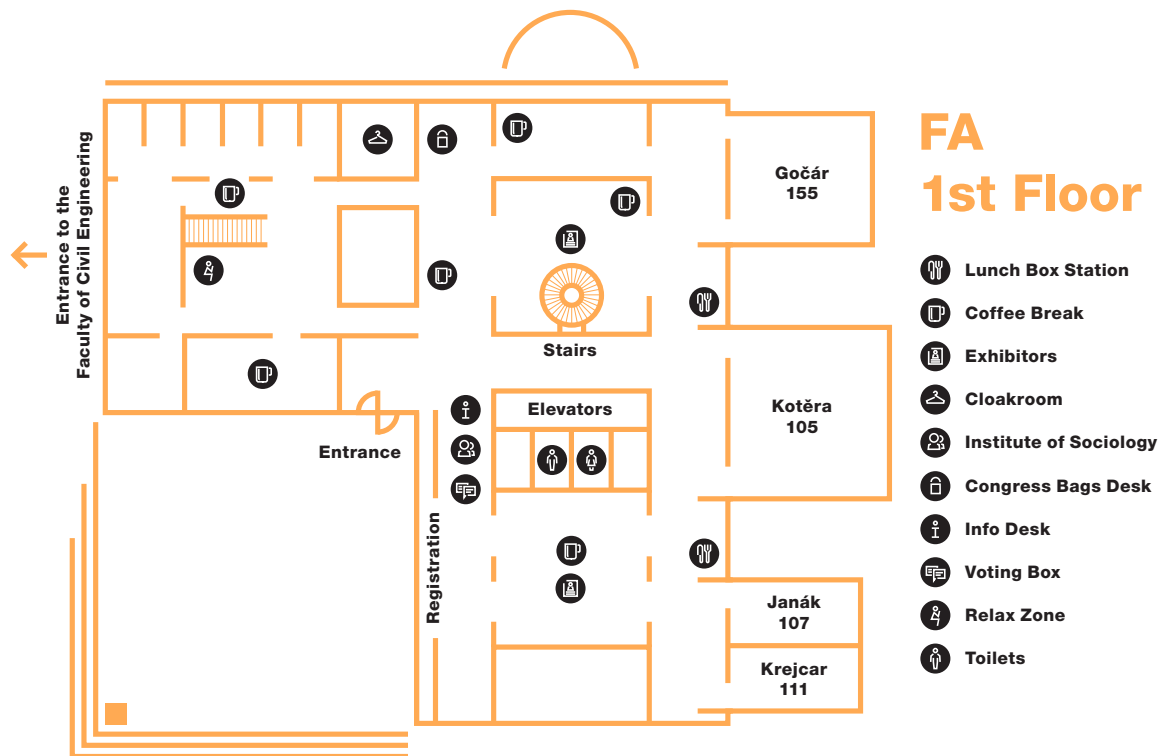 FA
1st Floor
Gočár
155
Entrance to the
Faculty of Civil Engineering
Stairs
Elevators
Entrance
Registration
Kotěra
105
Janák
107
Krejcar
111
Lunch Box Station
Coffee Break
Exhibitors
Cloakroom
Institute of Sociology
Congress Bags Desk
Info Desk
Voting Box
Relax Zone
Toilets